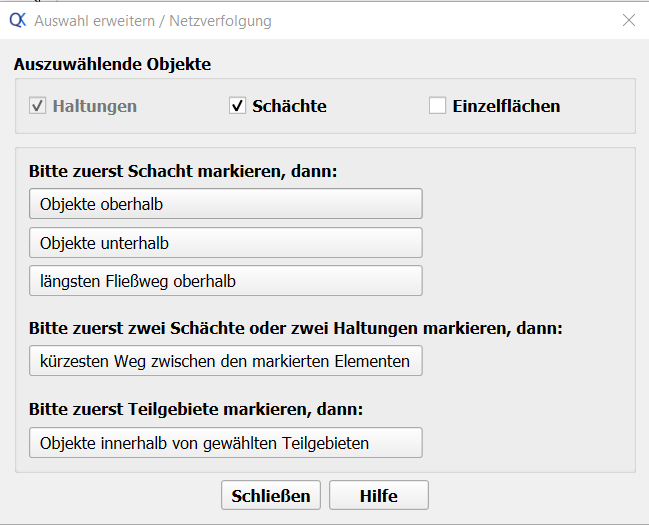 Auswahl erweitern / Netzverfolgung
Auszuwählende Objekte
Haltungen Schächte Einzelflächen
Bitte zuerst Schacht markieren, dann:
Objekte oberhalb
Objekte unterhalb
längsten Fließweg oberhalb
Bitte zuerst zwei Schächte oder zwei Haltungen markieren, dann:
kürzesten Weg zwischen den markierten Elementen
Bitte zuerst Teilgebiete markieren, dann:
Objekte innerhalb von gewählten Teilgebieten
Schließen Hilfe